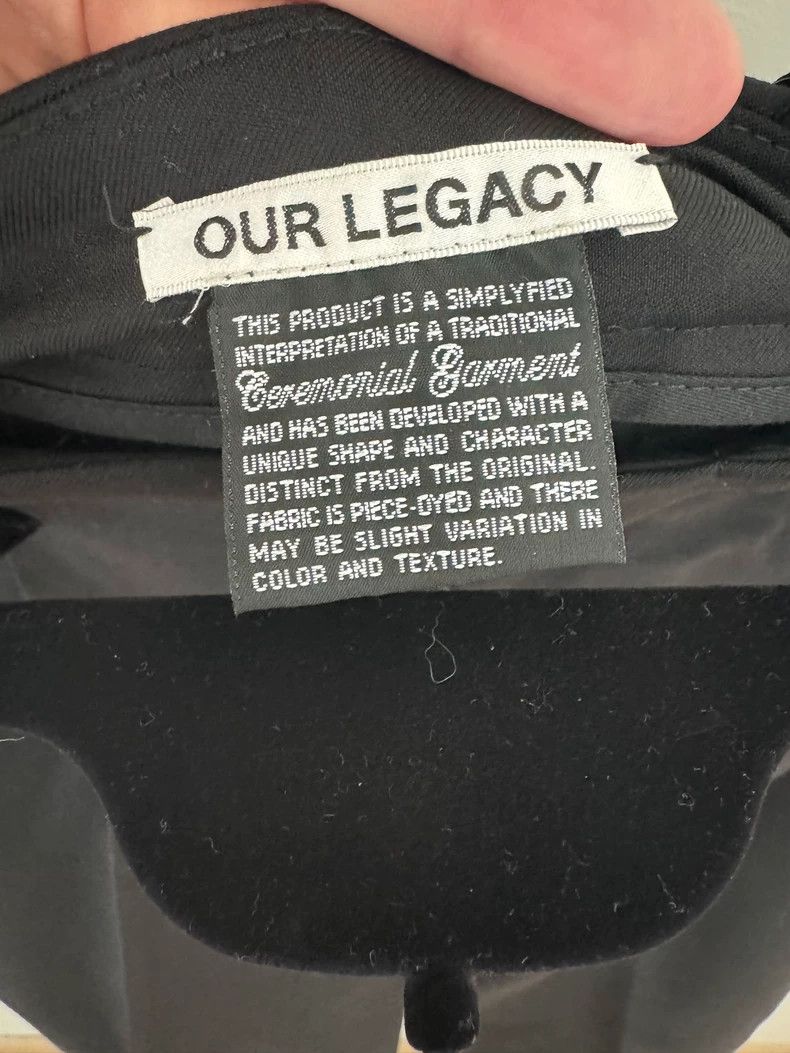 OUR LEGACY
THIS PRODUCT IS A SIMPLYFIED
INTERPRETATION OF A TRADITIONAL
Ceremonial Garment
AND HAS BEEN DEVELOPED WITH A
UNIQUE SHAPE AND CHARACTER
DISTINCT FROM THE ORIGINAL.
FABRIC IS PIECE-DYED AND THERE
MAY BE SLIGHT VARIATION IN
COLOR AND TEXTURE.